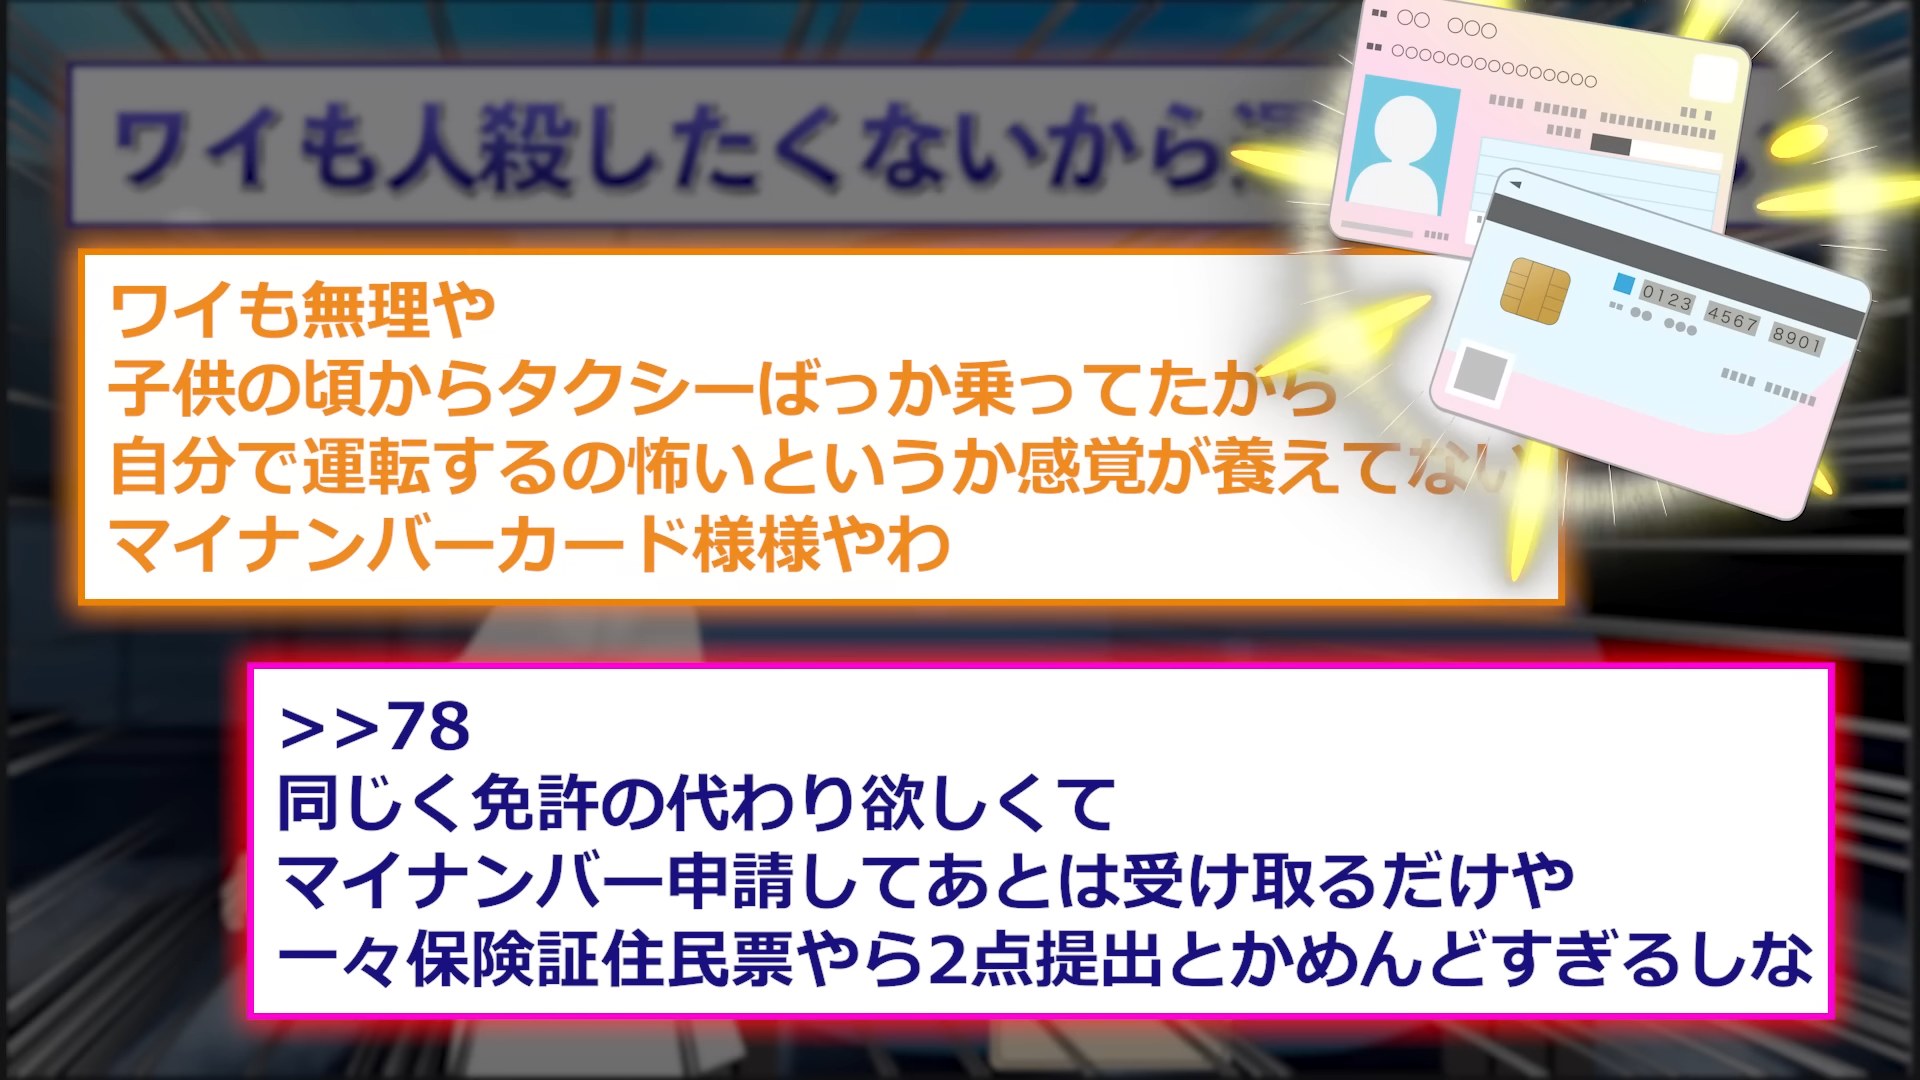 ワイも人殺したくないから
ワイも無理や
子供の頃からタクシーばっか乗ってたから
自分で運転するの怖いというか感覚が養えてない
マイナンバーカード様様やわ
0123 4567 8901
>>78
同じく免許の代わり欲しくて
マイナンバー申請してあとは受け取るだけや
一々保険証住民票やら2点提出とかめんどすぎるしな